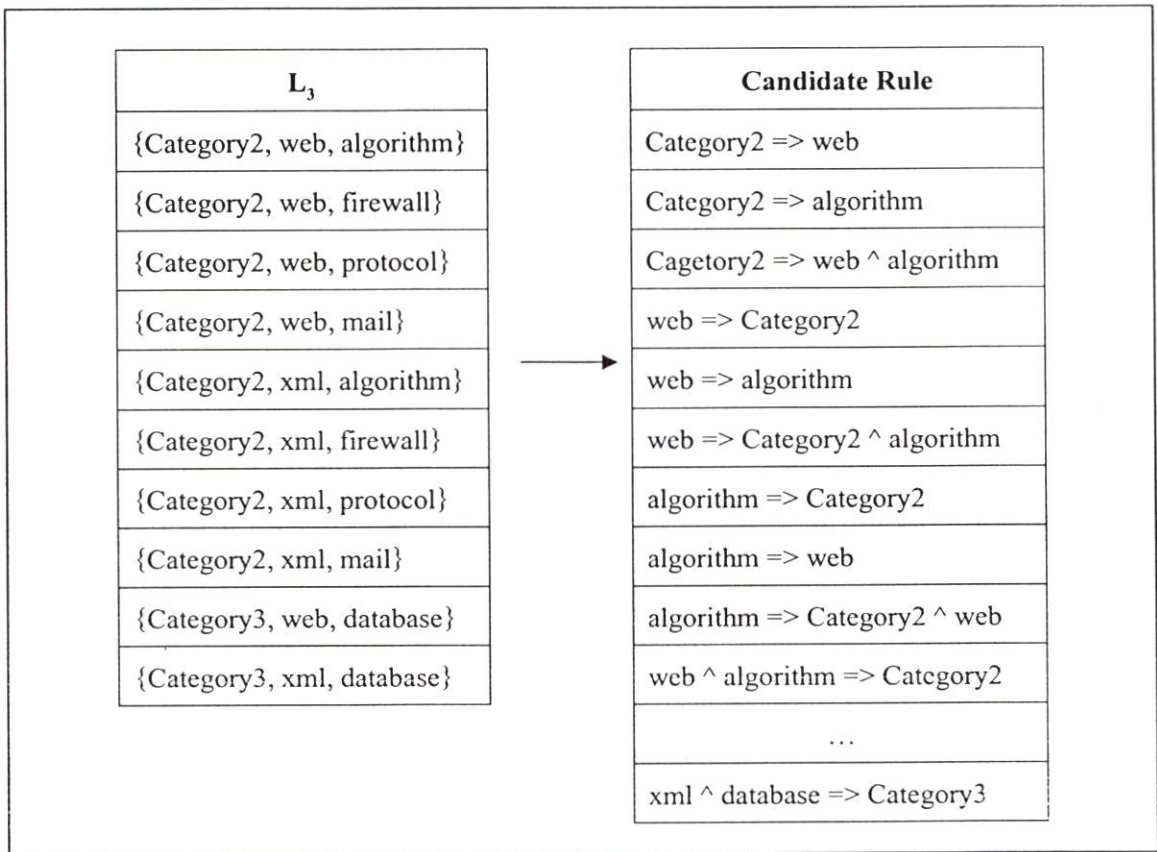 L3
{Category2, web, algorithm}
{Category2, web, firewall}
{Category2, web, protocol}
{Category2, web, mail}
{Category2, xml, algorithm}
{Category2, xml, firewall}
{Category2, xml, protocol}
{Category2, xml, mail}
{Category3, web, database}
{Category3, xml, database}
Candidate Rule
Category2 => web
Category2 => algorithm
Cagetory2 => web ^ algorithm
web => Category2
web => algorithm
web => Category2 ^ algorithm
algorithm => Category2
algorithm => web
algorithm => Category2 ^ web
web ^ algorithm => Category2
...
xml ^ database => Category3